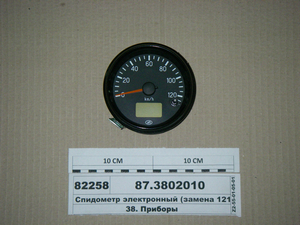 40 60 80
20 100
0 120
km/h
10 CM 10 CM
82258 87.3802010
Спидометр электронный (замена 121
38. Приборы